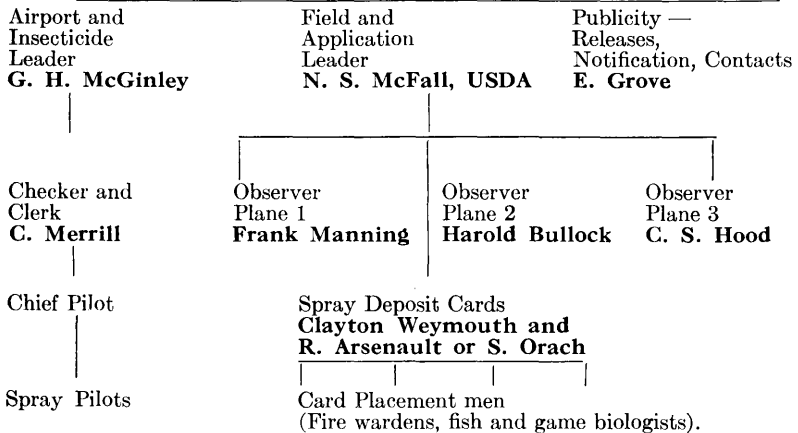 Airport and
Insecticide
Leader
G. H. McGinley
Field and
Application
Leader
N. S. McFall, USDA
Publicity —
Releases,
Notification, Contacts
E. Grove
Checker and
Clerk
C. Merrill
Observer
Plane 1
Frank Manning
Observer
Plane 2
Harold Bullock
Observer
Plane 3
C. S. Hood
Chief Pilot
Spray Deposit Cards
Clayton Weymouth and
R. Arsenault or S. Orach
Spray Pilots
Card Placement men
(Fire wardens, fish and game biologists).